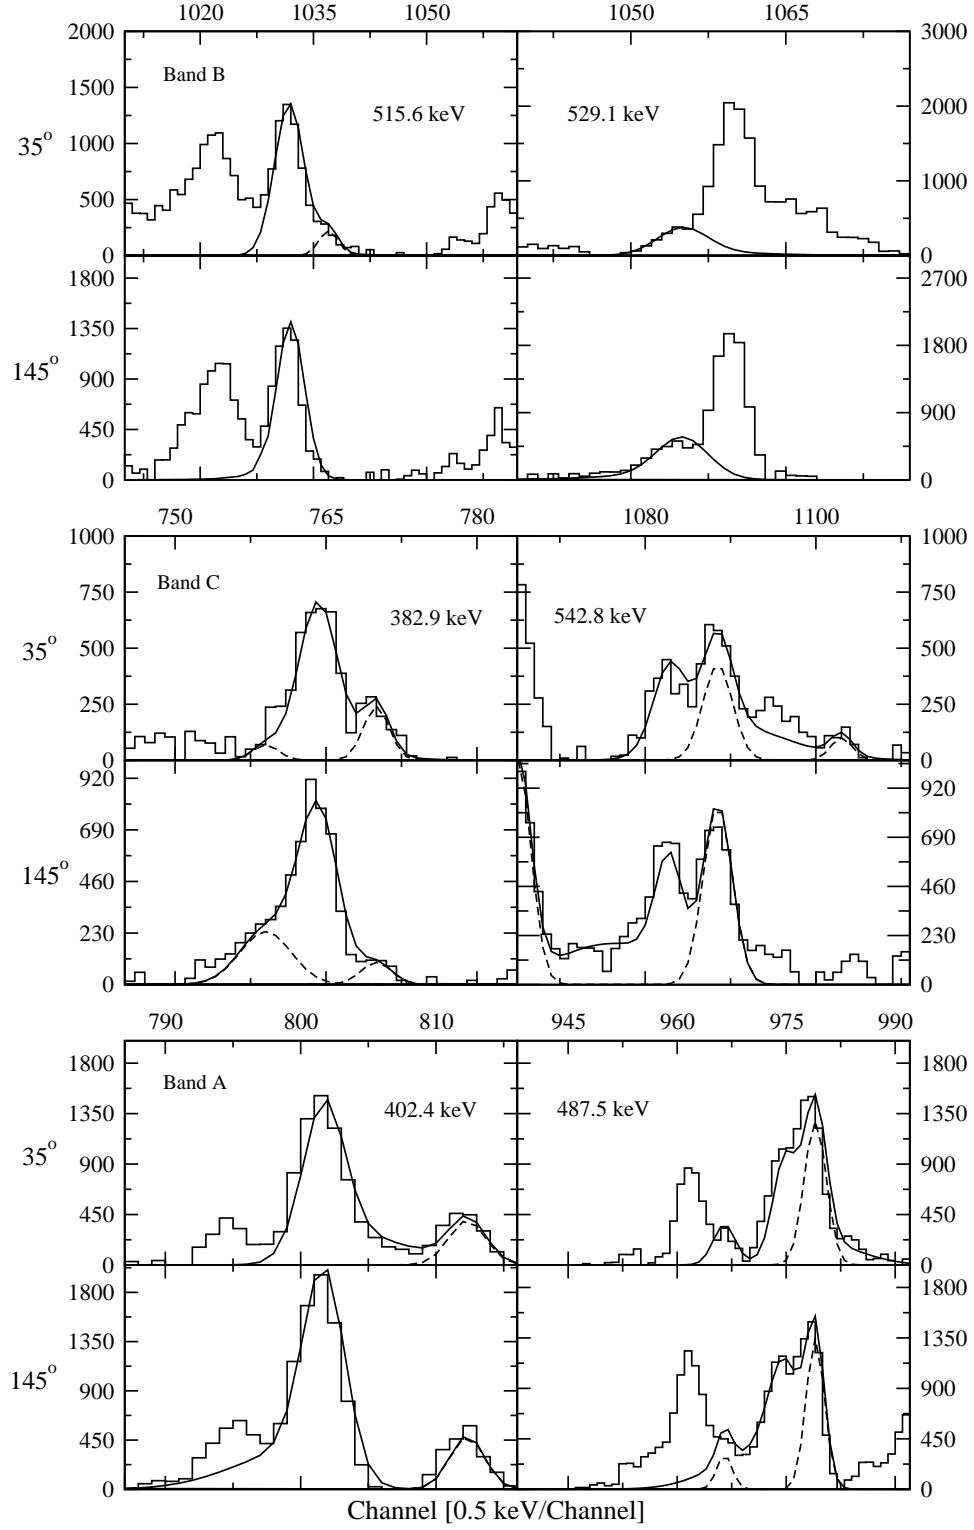 1020 1035 1050 1050 1065
2000 3000
Band B
1500 515.6 keV 529.1 keV 2000
35° 1000
1000
500
0 0
1800 2700
1350 1800
145° 900
900
450
0 0
750 765 780 1080 1100
1000 1000
Band C
750 382.9 keV 542.8 keV 750
35° 500 500
250 250
0 0
920 920
690 690
145° 460 460
230 230
0 0
790 800 810 945 960 975 990
1800 1800
Band A
1350 402.4 keV 487.5 keV 1350
35° 900 900
450 450
0 0
1800 1800
1350 1350
145° 900 900
450 450
0 0
Channel [0.5 keV/Channel]